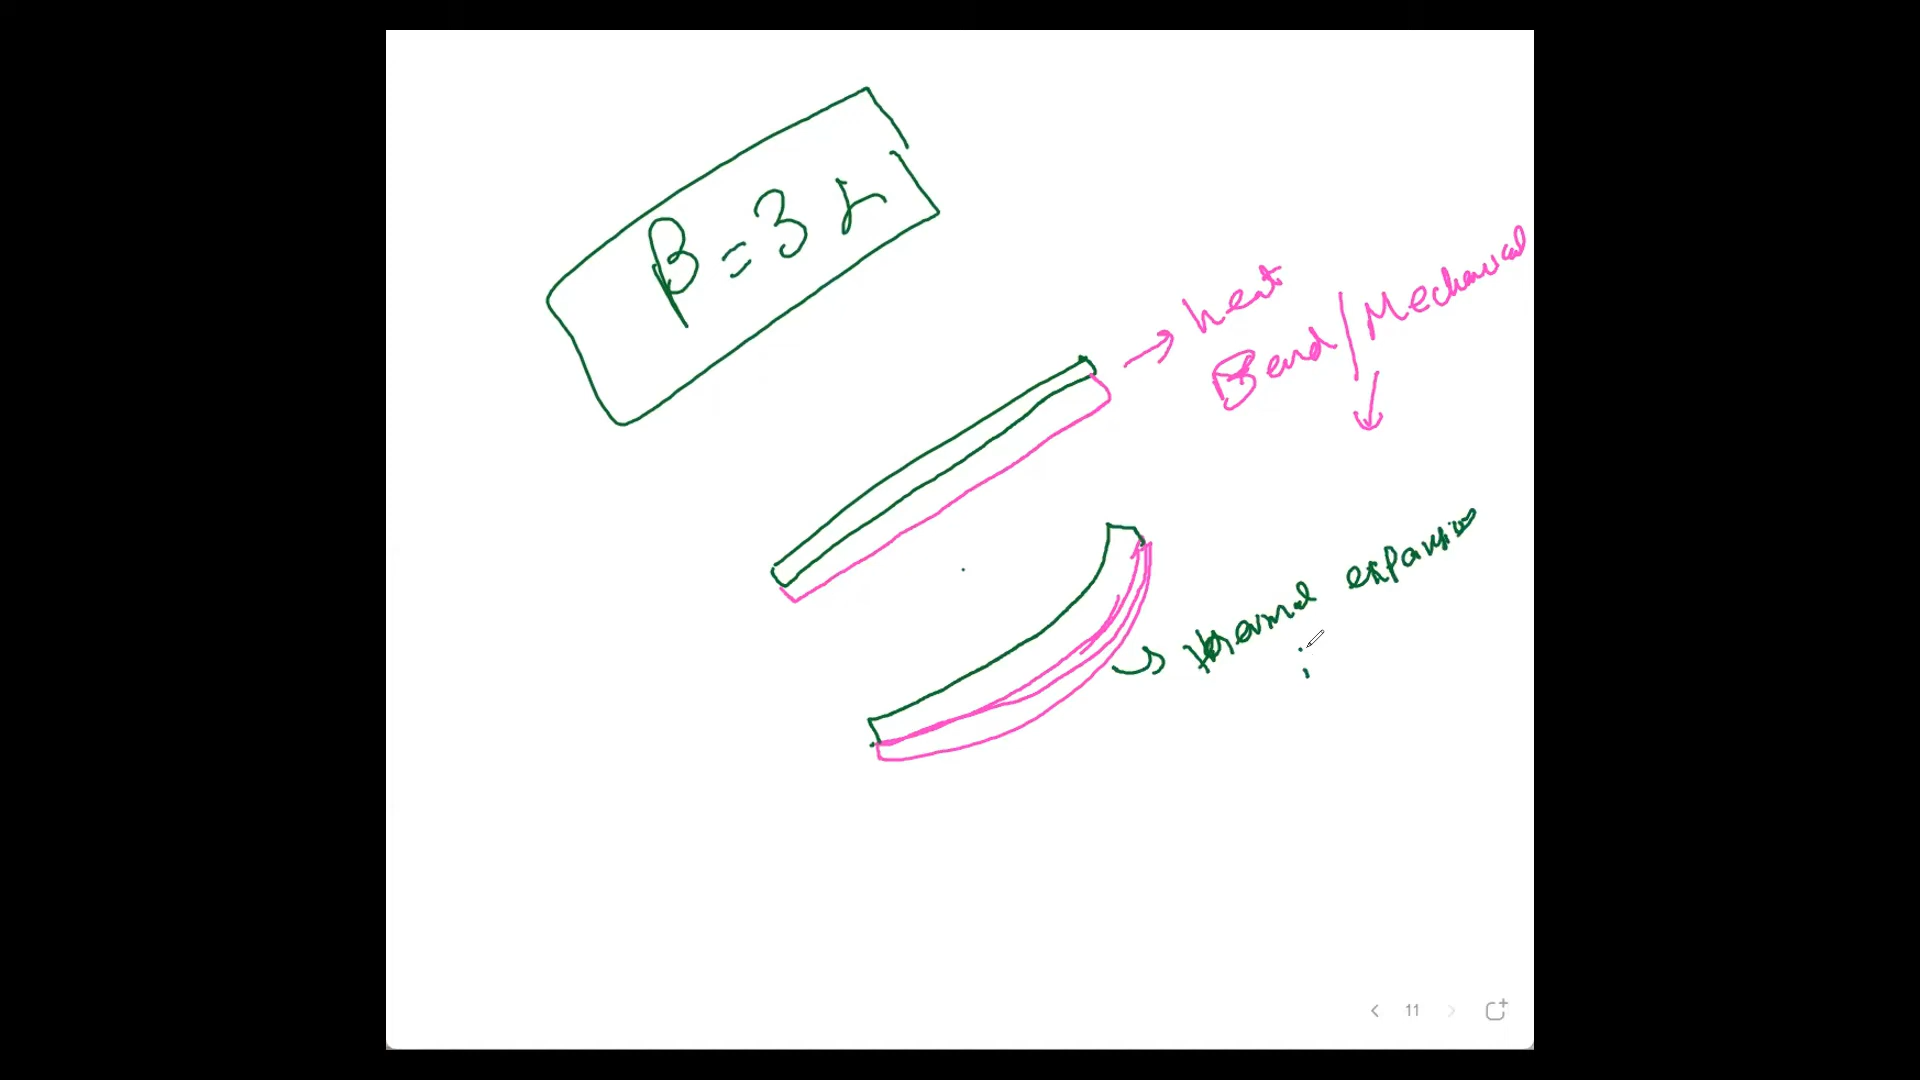 β = 3 α
heat
Bend / Mechanical
thermal expansion
11